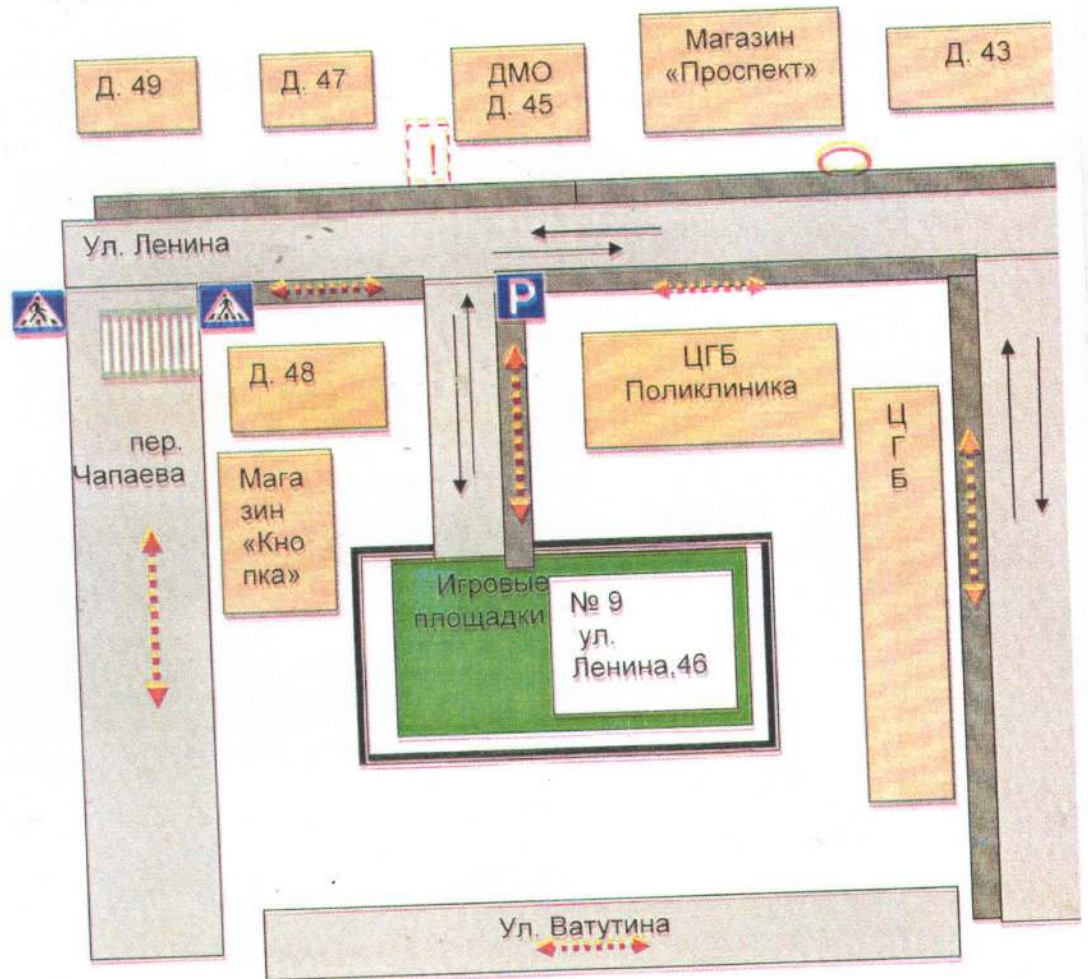 Д. 49
Д. 47
ДМО
Д. 45
Магазин
«Проспект»
Д. 43
!
Ул. Ленина
P
Д. 48
ЦГБ
Поликлиника
пер.
Чапаева
Мага
зин
«Кно
пка»
Ц
Г
Б
Игровые
площадки
№ 9
ул.
Ленина,46
Ул. Ватутина